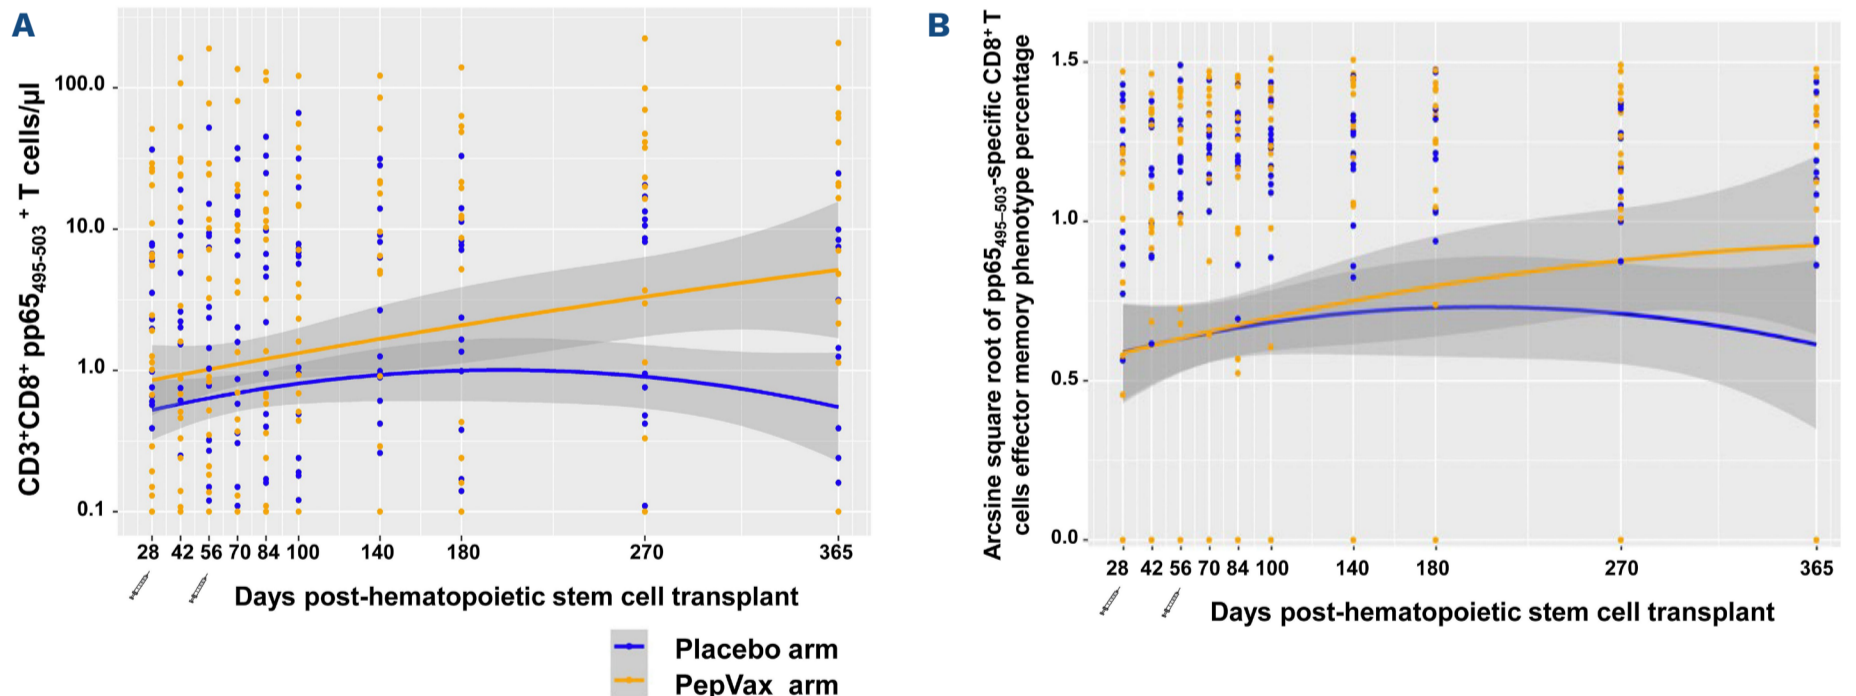 A
CD3+CD8+ pp65495-503 + T cells/µl
100.0
10.0
1.0
0.1
28 42 56 70 84 100 140 180 270 365
Days post-hematopoietic stem cell transplant
B
Arcsine square root of pp65495–503-specific CD8+ T
cells effector memory phenotype percentage
1.5
1.0
0.5
0.0
28 42 56 70 84 100 140 180 270 365
Days post-hematopoietic stem cell transplant
Placebo arm
PepVax arm